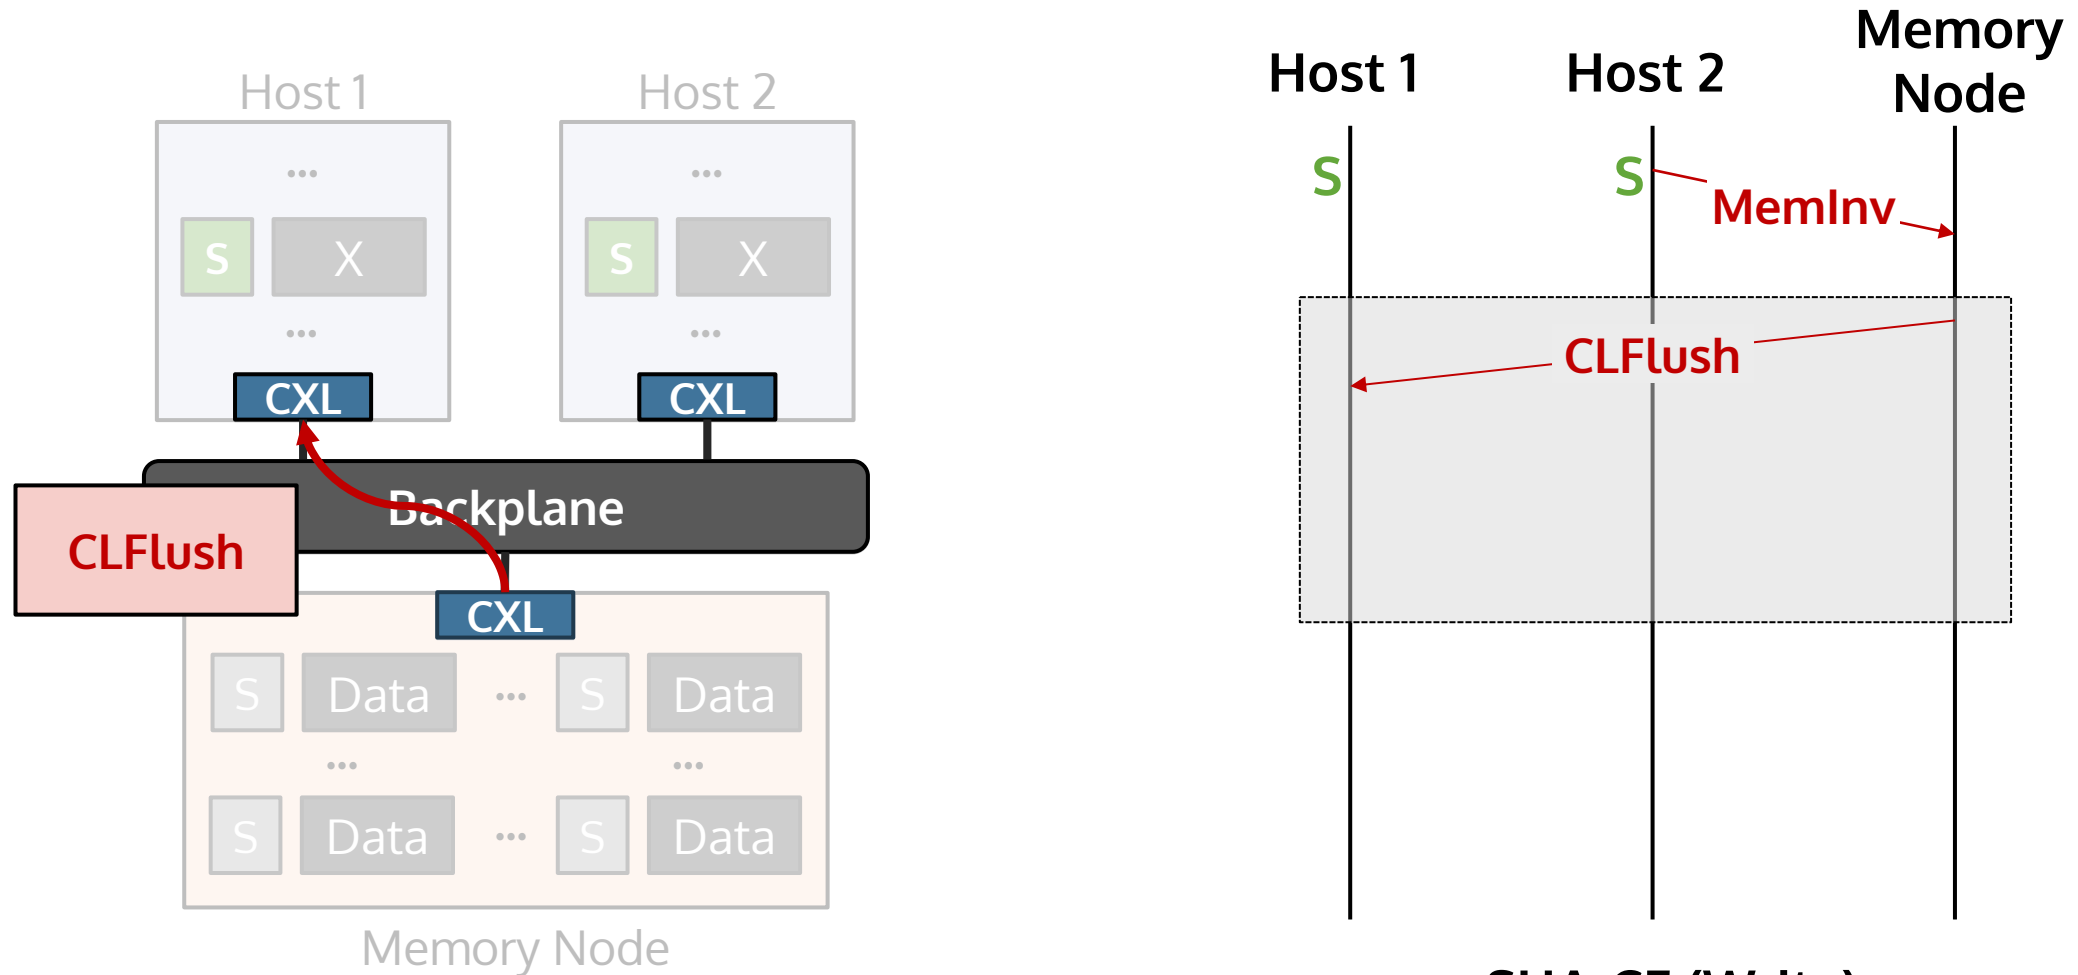 Host 1
Host 2
...
...
S
X
S
X
...
...
CXL
CXL
Backplane
CLFlush
CXL
S
Data
...
S
Data
...
...
S
Data
...
S
Data
Memory Node
Host 1
Host 2
Memory
Node
S
S
MemInv
CLFlush